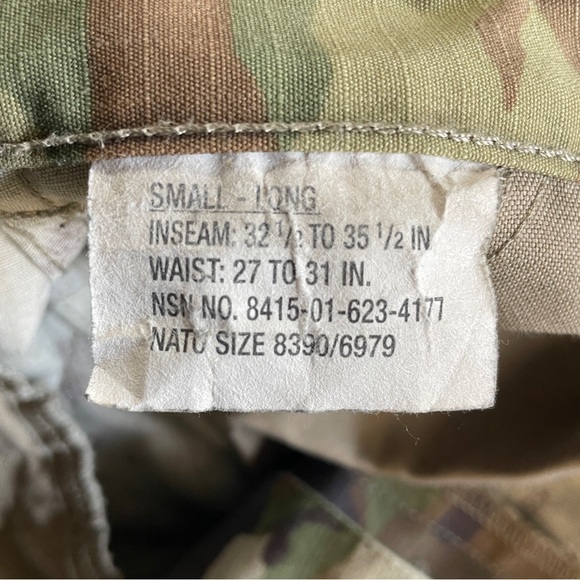 SMALL - LONG
INSEAM: 32 1/2 TO 35 1/2 IN
WAIST: 27 TO 31 IN.
NSN NO. 8415-01-623-4177
NATO SIZE 8390/6979